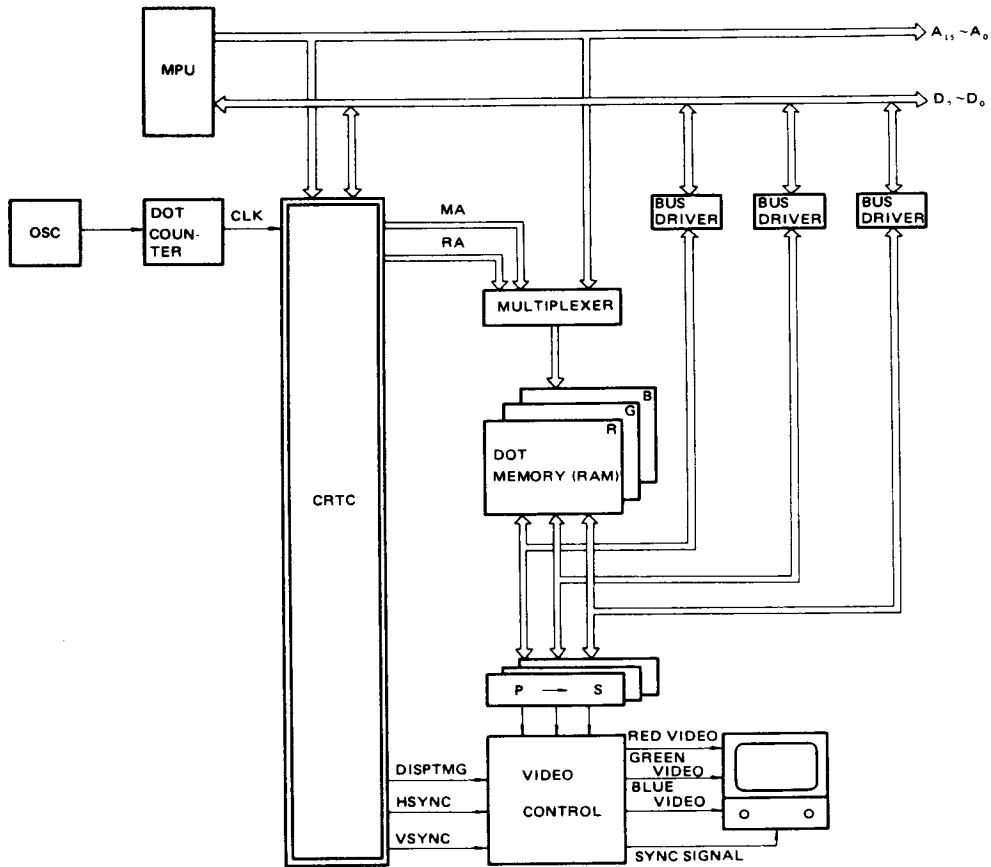 MPU
A₁₅ ~A₀
D₇ ~D₀
OSC
DOT
COUN-
TER
CLK
MA
RA
BUS
DRIVER
BUS
DRIVER
BUS
DRIVER
MULTIPLEXER
B
G
R
DOT
MEMORY (RAM)
CRTC
P S
DISPTMG
HSYNC
VSYNC
VIDEO
CONTROL
RED VIDEO
GREEN
VIDEO
BLUE
VIDEO
SYNC SIGNAL